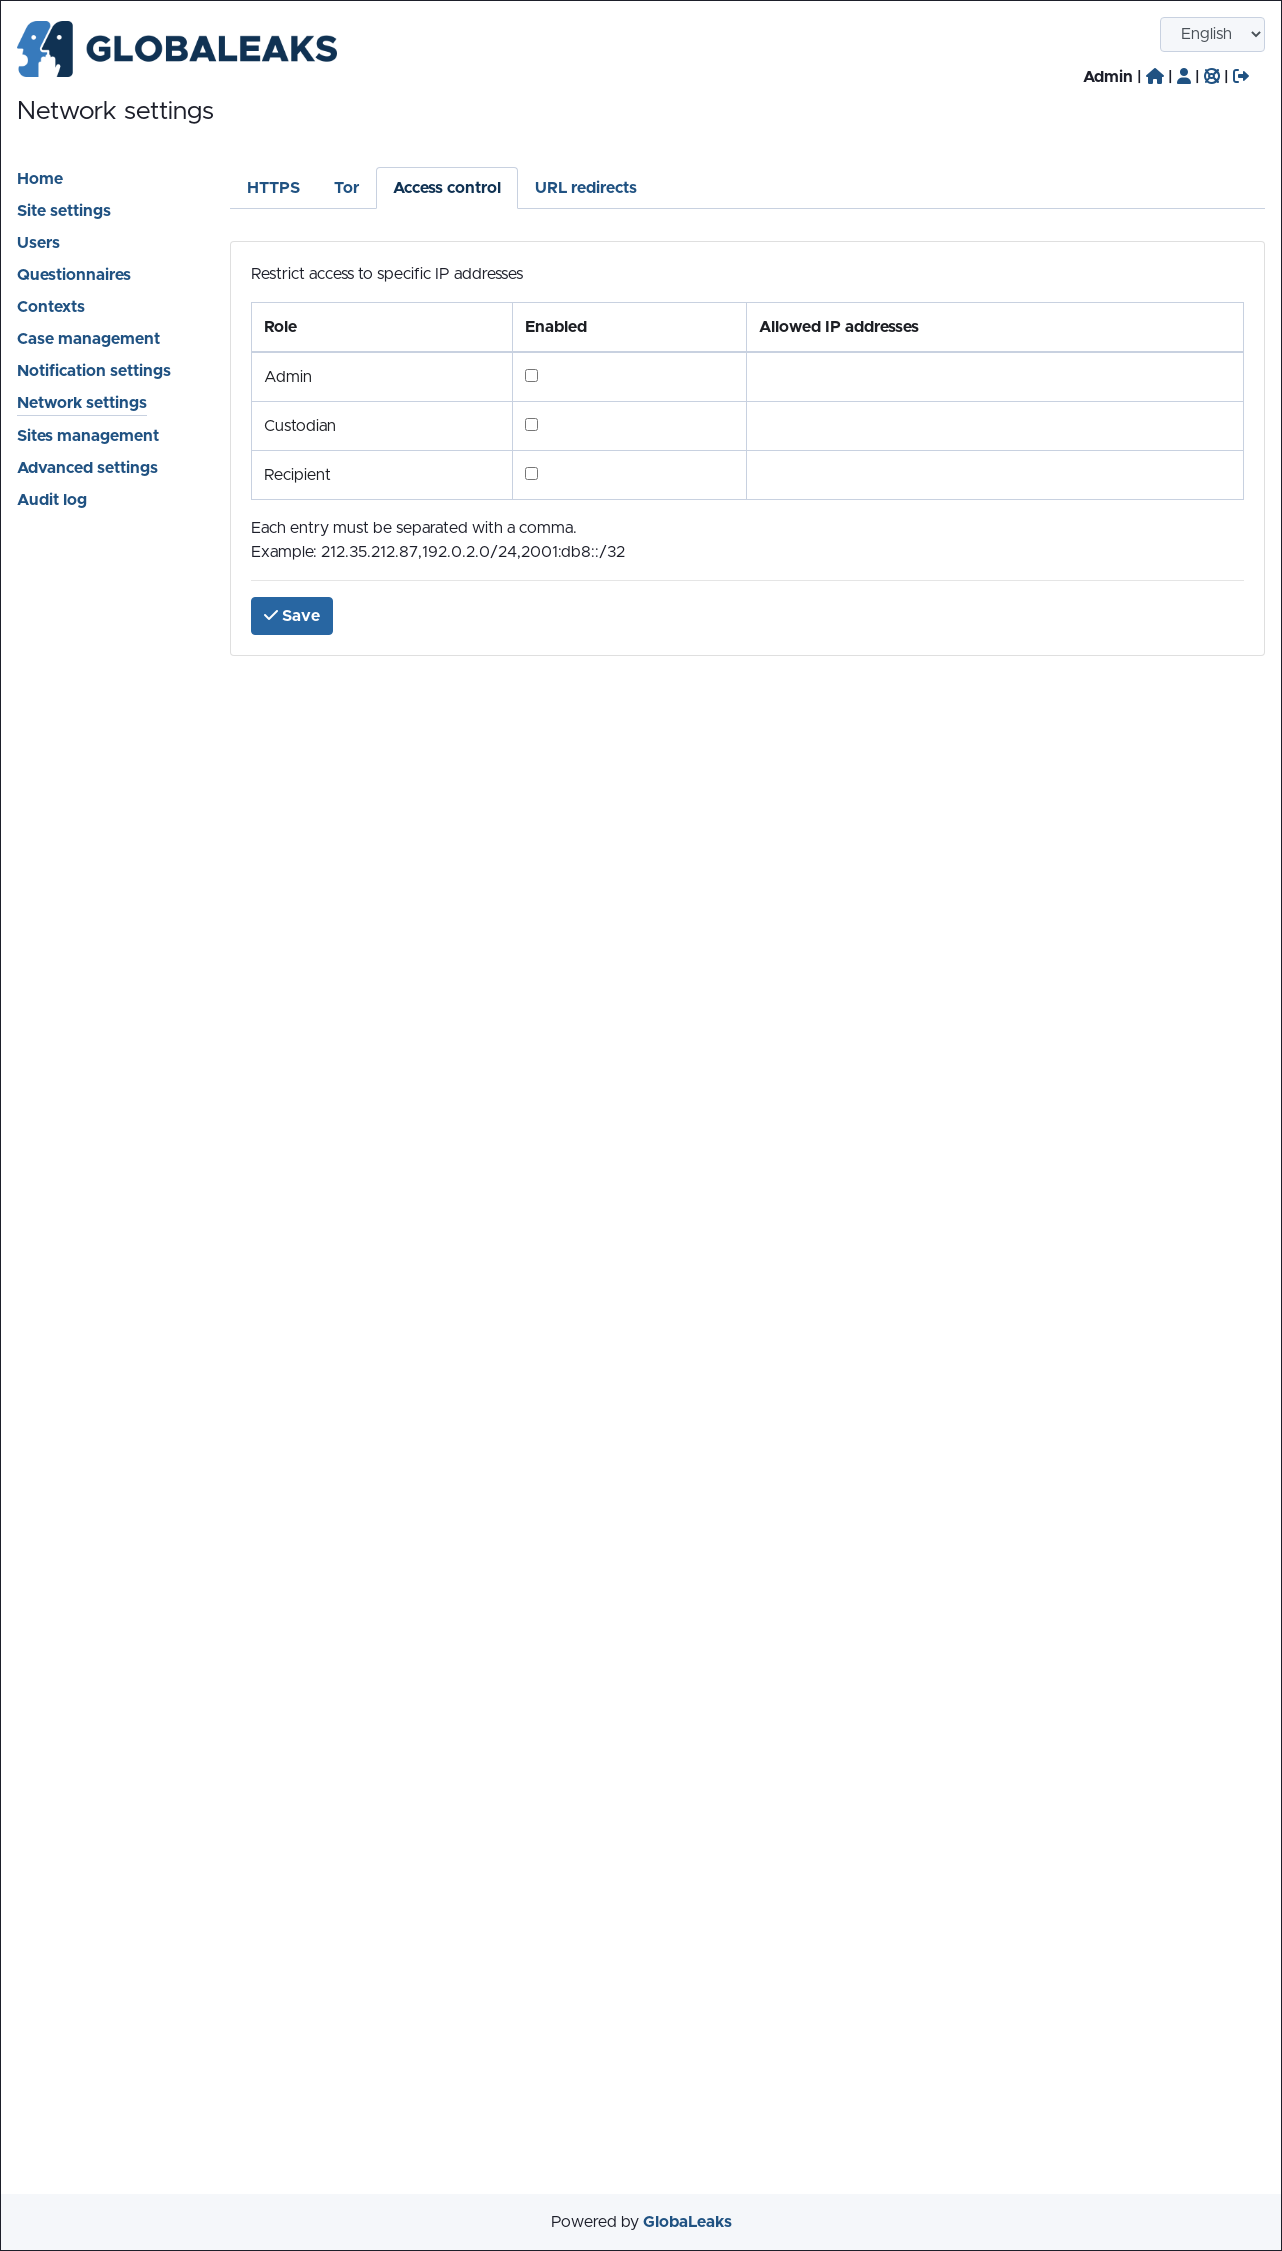 GLOBALEAKS
English
Admin | | | |
Network settings
Home
Site settings
Users
Questionnaires
Contexts
Case management
Notification settings
Network settings
Sites management
Advanced settings
Audit log
HTTPS Tor Access control URL redirects
Restrict access to specific IP addresses
Role Enabled Allowed IP addresses
Admin
Custodian
Recipient
Each entry must be separated with a comma.
Example: 212.35.212.87,192.0.2.0/24,2001:db8::/32
Save
Powered by GlobaLeaks